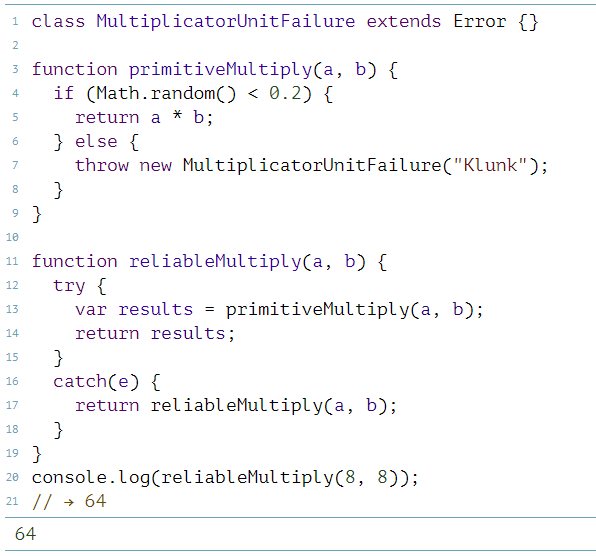 1 class MultiplicatorUnitFailure extends Error {}
2
3 function primitiveMultiply(a, b) {
4   if (Math.random() < 0.2) {
5     return a * b;
6   } else {
7     throw new MultiplicatorUnitFailure("Klunk");
8   }
9 }
10
11 function reliableMultiply(a, b) {
12   try {
13     var results = primitiveMultiply(a, b);
14     return results;
15   }
16   catch(e) {
17     return reliableMultiply(a, b);
18   }
19 }
20 console.log(reliableMultiply(8, 8));
21 // → 64
64